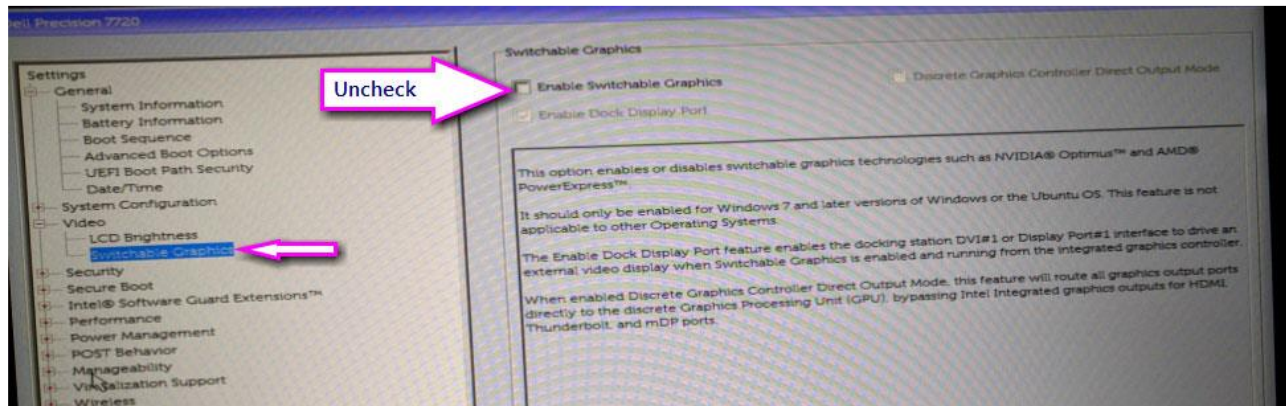 Dell Precision 7720
Settings
General
System Information
Battery Information
Boot Sequence
Advanced Boot Options
UEFI Boot Path Security
Date/Time
System Configuration
Video
LCD Brightness
Switchable Graphics
Security
Secure Boot
Intel® Software Guard Extensions™
Performance
Power Management
POST Behavior
Manageability
Virtualization Support
Wireless
Uncheck
Switchable Graphics
Enable Switchable Graphics
Discrete Graphics Controller Direct Output Mode
Enable Dock Display Port
This option enables or disables switchable graphics technologies such as NVIDIA® Optimus™ and AMD®
PowerExpress™.
It should only be enabled for Windows 7 and later versions of Windows or the Ubuntu OS. This feature is not
applicable to other Operating Systems.
The Enable Dock Display Port feature enables the docking station DVI#1 or Display Port#1 interface to drive an
external video display when Switchable Graphics is enabled and running from the integrated graphics controller.
When enabled Discrete Graphics Controller Direct Output Mode, this feature will route all graphics output ports
directly to the discrete Graphics Processing Unit (GPU), bypassing Intel Integrated graphics outputs for HDMI,
Thunderbolt, and mDP ports.